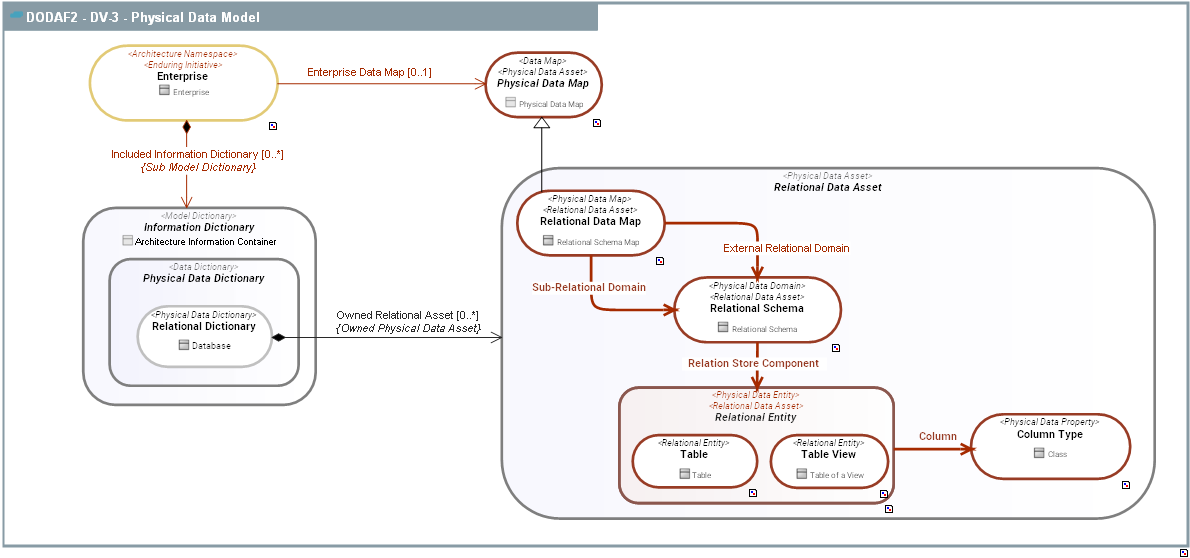 DODAF2 - DV-3 - Physical Data Model
<Architecture Namespace>
<Enduring Initiative>
Enterprise
Enterprise
Enterprise Data Map [0..1]
<Data Map>
<Physical Data Asset>
Physical Data Map
Physical Data Map
Included Information Dictionary [0..*]
{Sub Model Dictionary}
<Physical Data Asset>
Relational Data Asset
<Physical Data Map>
<Relational Data Asset>
Relational Data Map
Relational Schema Map
<Model Dictionary>
Information Dictionary
Architecture Information Container
<Data Dictionary>
Physical Data Dictionary
<Physical Data Dictionary>
Relational Dictionary
Database
Owned Relational Asset [0..*]
{Owned Physical Data Asset}
External Relational Domain
Sub-Relational Domain
<Physical Data Domain>
<Relational Data Asset>
Relational Schema
Relational Schema
Relation Store Component
<Physical Data Entity>
<Relational Data Asset>
Relational Entity
<Relational Entity>
Table
Table
<Relational Entity>
Table View
Table of a View
Column
<Physical Data Property>
Column Type
Class